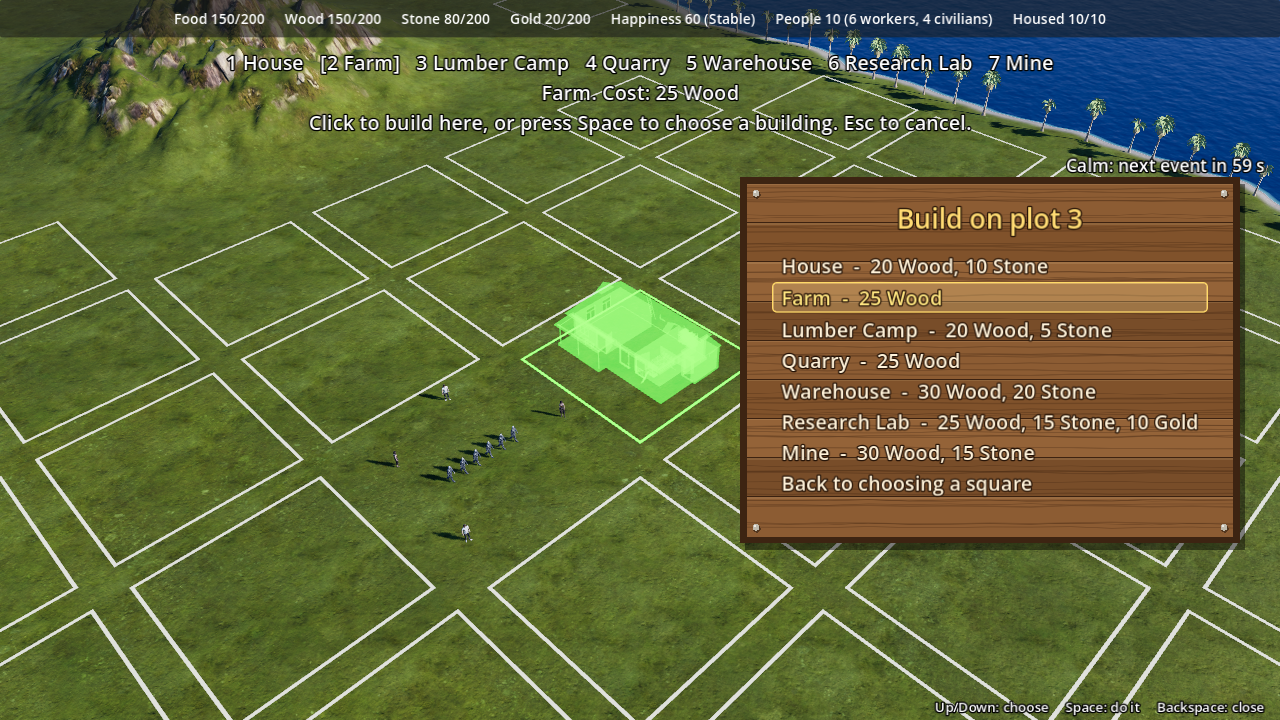 Food 150/200 Wood 150/200 Stone 80/200 Gold 20/200 Happiness 60 (Stable) People 10 (6 workers, 4 civilians) Housed 10/10
1 House [2 Farm] 3 Lumber Camp 4 Quarry 5 Warehouse 6 Research Lab 7 Mine
Farm. Cost: 25 Wood
Click to build here, or press Space to choose a building. Esc to cancel.
Calm: next event in 59 s
Build on plot 3
House - 20 Wood, 10 Stone
Farm - 25 Wood
Lumber Camp - 20 Wood, 5 Stone
Quarry - 25 Wood
Warehouse - 30 Wood, 20 Stone
Research Lab - 25 Wood, 15 Stone, 10 Gold
Mine - 30 Wood, 15 Stone
Back to choosing a square
Up/Down: choose Space: do it Backspace: close